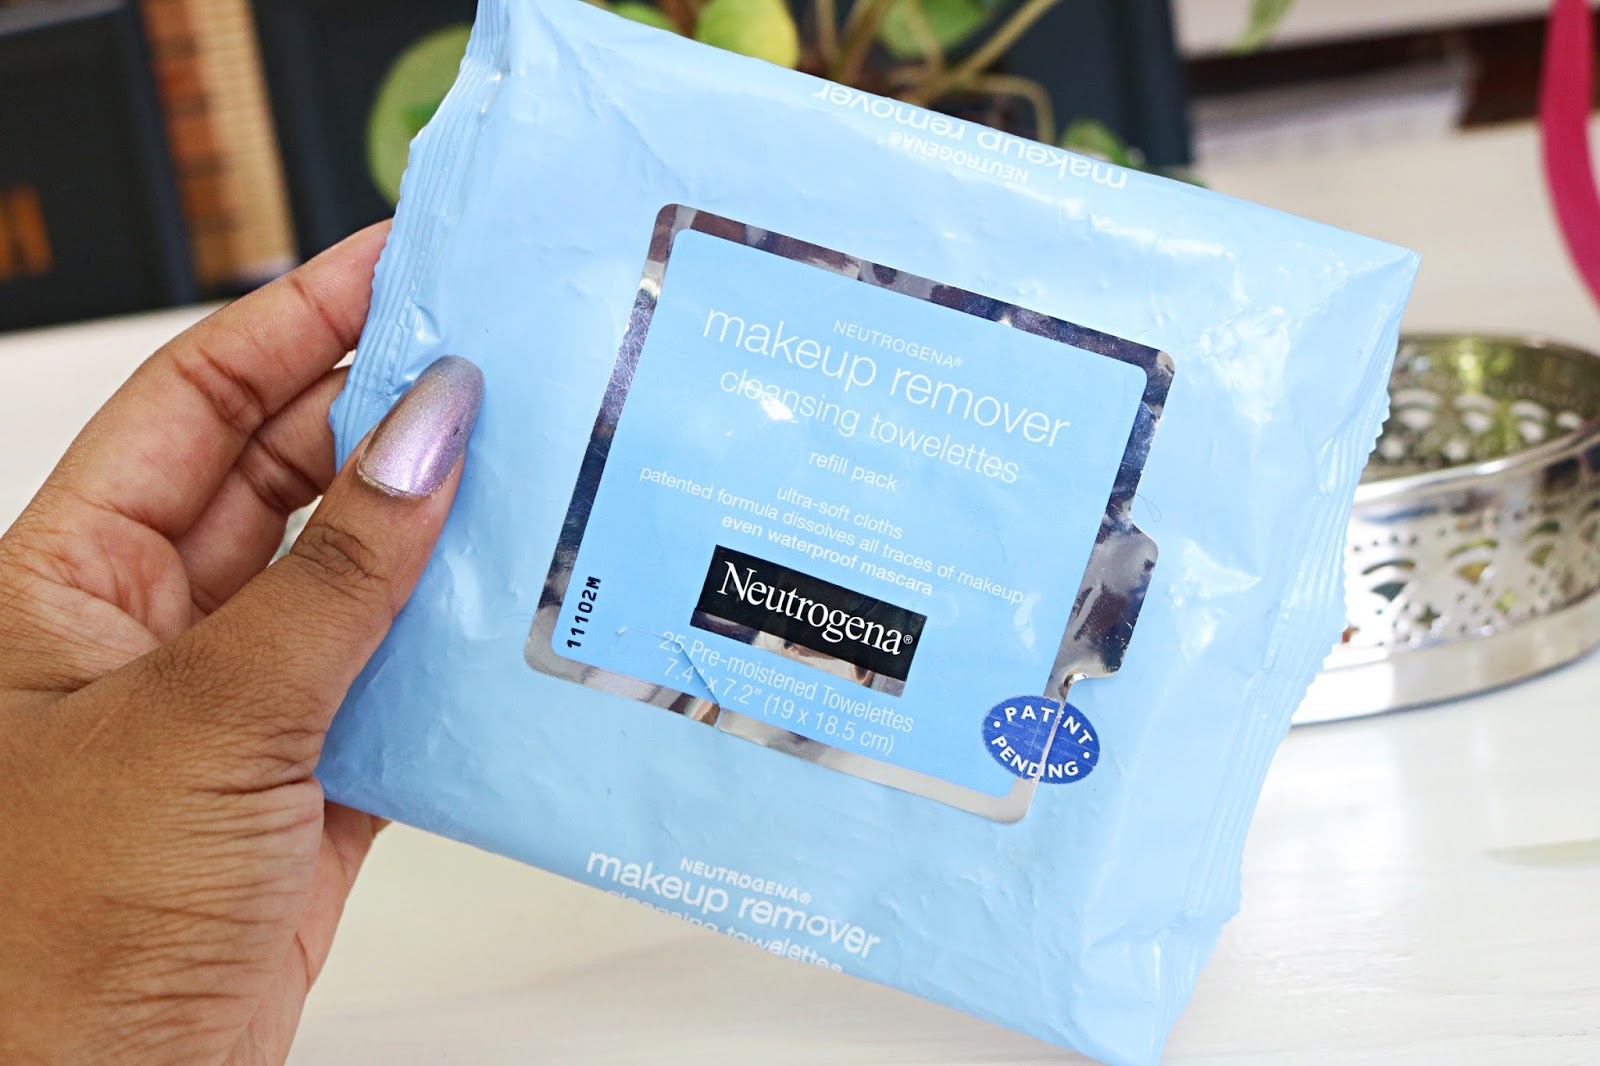 makeup remover
NEUTROGENA®
NEUTROGENA®
makeup remover
cleansing towelettes
refill pack
ultra-soft cloths
patented formula dissolves all traces of makeup
even waterproof mascara
Neutrogena®
25 Pre-moistened Towelettes
7.4" x 7.2" (19 x 18.5 cm)
11102M
PATENT
PENDING
NEUTROGENA®
makeup remover
cleansing towelettes